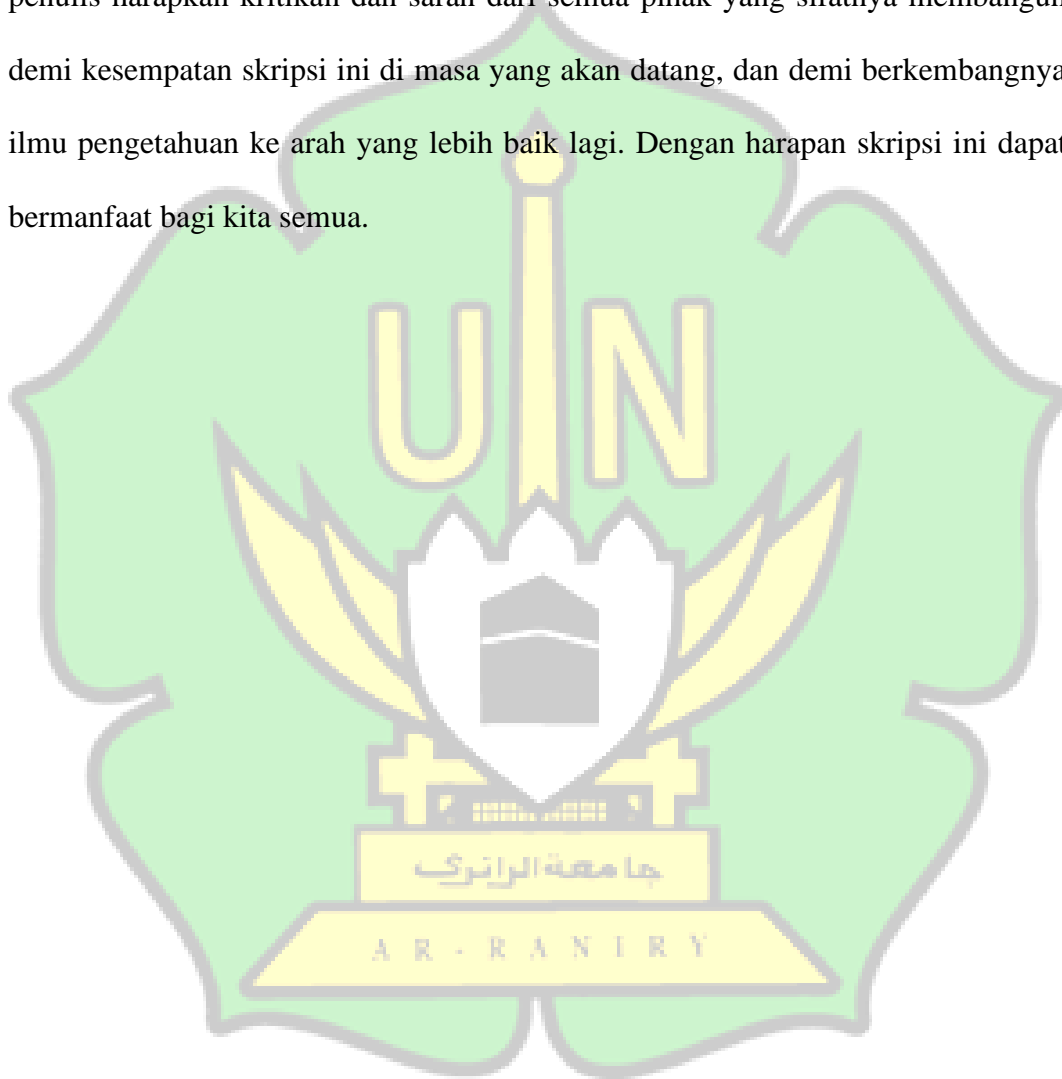 penulis harapkan kritikan dan saran dari semua pihak yang sifatnya membangun
demi kesempatan skripsi ini di masa yang akan datang, dan demi berkembangnya
ilmu pengetahuan ke arah yang lebih baik lagi. Dengan harapan skripsi ini dapat
bermanfaat bagi kita semua.
UIN
جامعة الرانري
AR-RANIRY